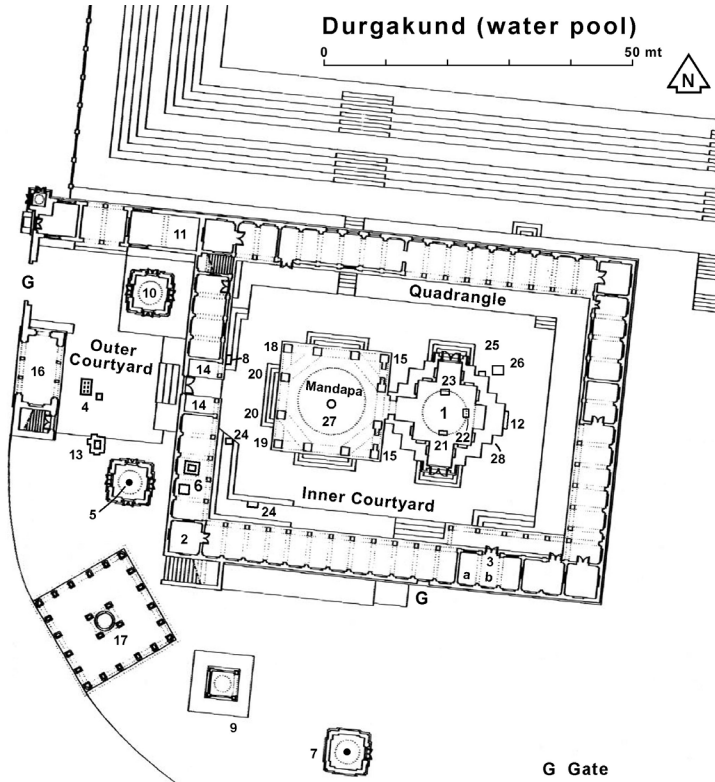 Durgakund (water pool)
0 50 mt
N
11
G
10
Quadrangle
Outer
Courtyard
16
4
14
8
14
18
20
20
19
Mandapa
27
15
15
25
26
23
1
12
22
21
28
13
5
6
24
Inner Courtyard
24
2
3
a b
G
17
9
7
G Gate